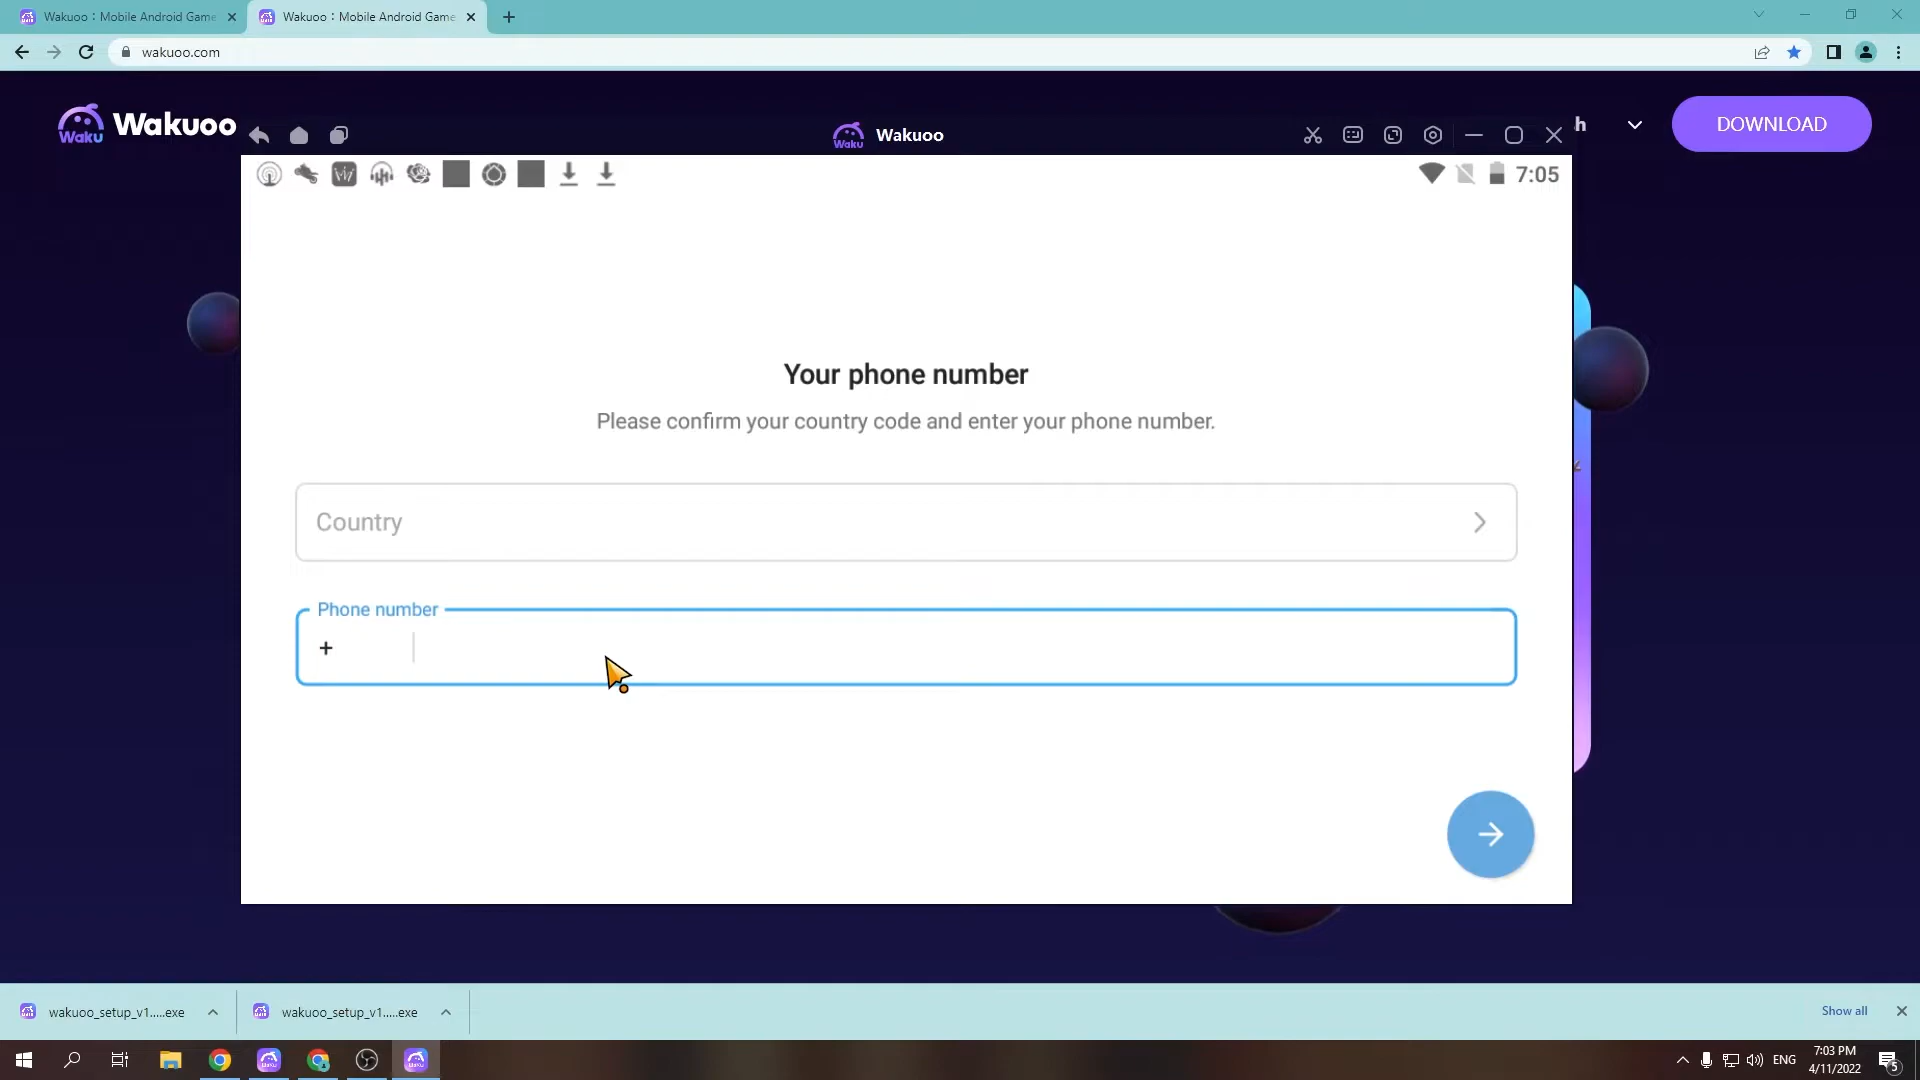 Wakuoo：Mobile Android Game
Wakuoo：Mobile Android Game
wakuoo.com
Waku
Wakuoo
Waku
Wakuoo
h
DOWNLOAD
7:05
Your phone number
Please confirm your country code and enter your phone number.
Country
Phone number
+
wakuoo_setup_v1.....exe
wakuoo_setup_v1.....exe
Show all
ENG
7:03 PM
4/11/2022
5